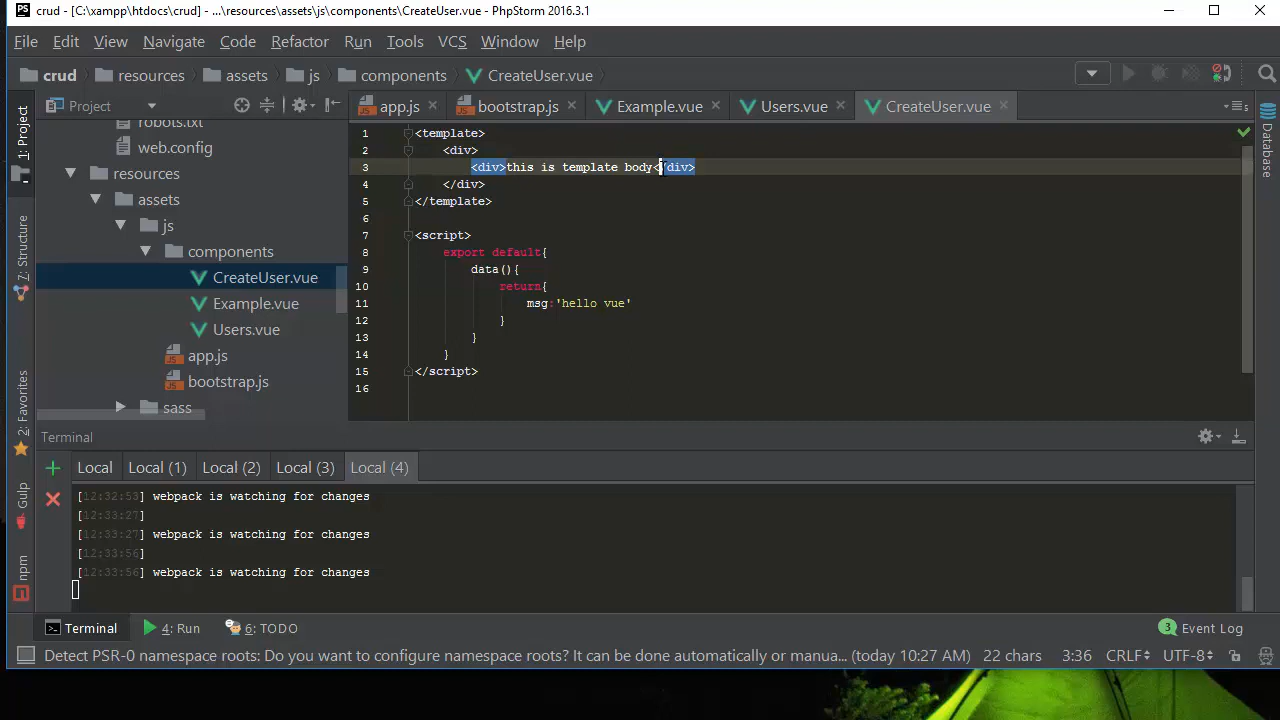 PS crud - [C:\xampp\htdocs\crud] - ...\resources\assets\js\components\CreateUser.vue - PhpStorm 2016.3.1
File Edit View Navigate Code Refactor Run Tools VCS Window Help
crud resources assets js components CreateUser.vue
1: Project
7: Structure
2: Favorites
Gulp
npm
Project
robots.txt
web.config
resources
assets
js
components
CreateUser.vue
Example.vue
Users.vue
app.js
bootstrap.js
sass
app.js bootstrap.js Example.vue Users.vue CreateUser.vue
1 <template>
2 <div>
3 <div>this is template body</div>
4 </div>
5 </template>
6
7 <script>
8 export default{
9 data(){
10 return{
11 msg:'hello vue'
12 }
13 }
14 }
15 </script>
16
Database
Terminal
Local Local (1) Local (2) Local (3) Local (4)
[12:32:53] webpack is watching for changes
[12:33:27]
[12:33:27] webpack is watching for changes
[12:33:56]
[12:33:56] webpack is watching for changes
Terminal 4: Run 6: TODO 3 Event Log
Detect PSR-0 namespace roots: Do you want to configure namespace roots? It can be done automatically or manua... (today 10:27 AM) 22 chars 3:36 CRLF UTF-8